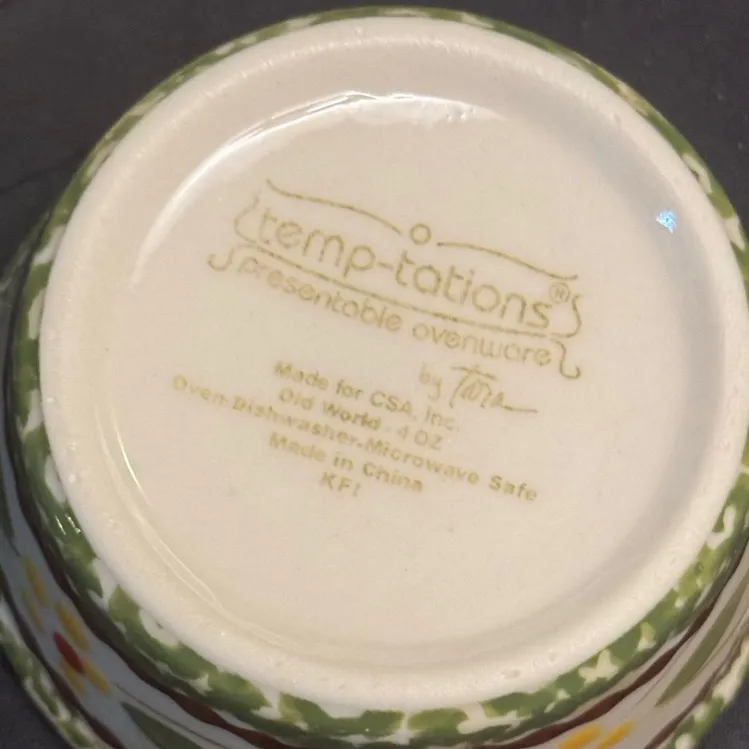 temp-tations®
presentable ovenware
by Tara
Made for CSA, Inc.
Old World - 4 OZ
Oven-Dishwasher-Microwave Safe
Made in China
KFI